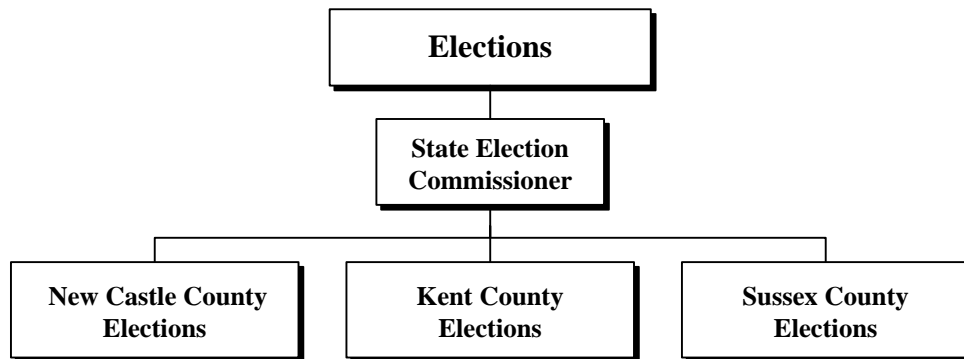 Elections
State Election
Commissioner
New Castle County
Elections
Kent County
Elections
Sussex County
Elections